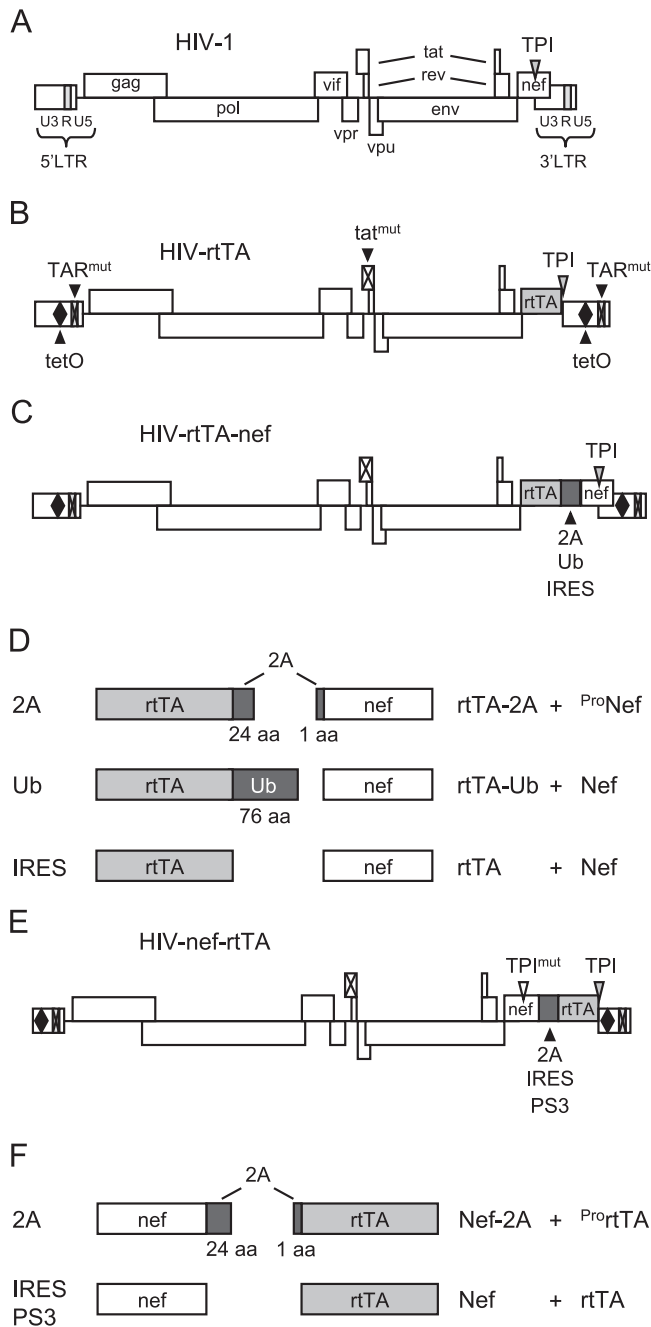 A
HIV-1
TPI
tat
rev
gag
vif
nef
pol
env
vpr
vpu
U3 R U5
5'LTR
U3 R U5
3'LTR
B
HIV-rtTA
tat^mut
TAR^mut
TPI
TAR^mut
rtTA
tetO
tetO
C
HIV-rtTA-nef
TPI
rtTA
nef
2A
Ub
IRES
D
2A
2A rtTA nef rtTA-2A + ^ProNef
24 aa 1 aa
Ub rtTA Ub nef rtTA-Ub + Nef
76 aa
IRES rtTA nef rtTA + Nef
E
HIV-nef-rtTA
TPI^mut TPI
nef rtTA
2A
IRES
PS3
F
2A
2A nef rtTA Nef-2A + ^PrortTA
24 aa 1 aa
IRES
PS3 nef rtTA Nef + rtTA